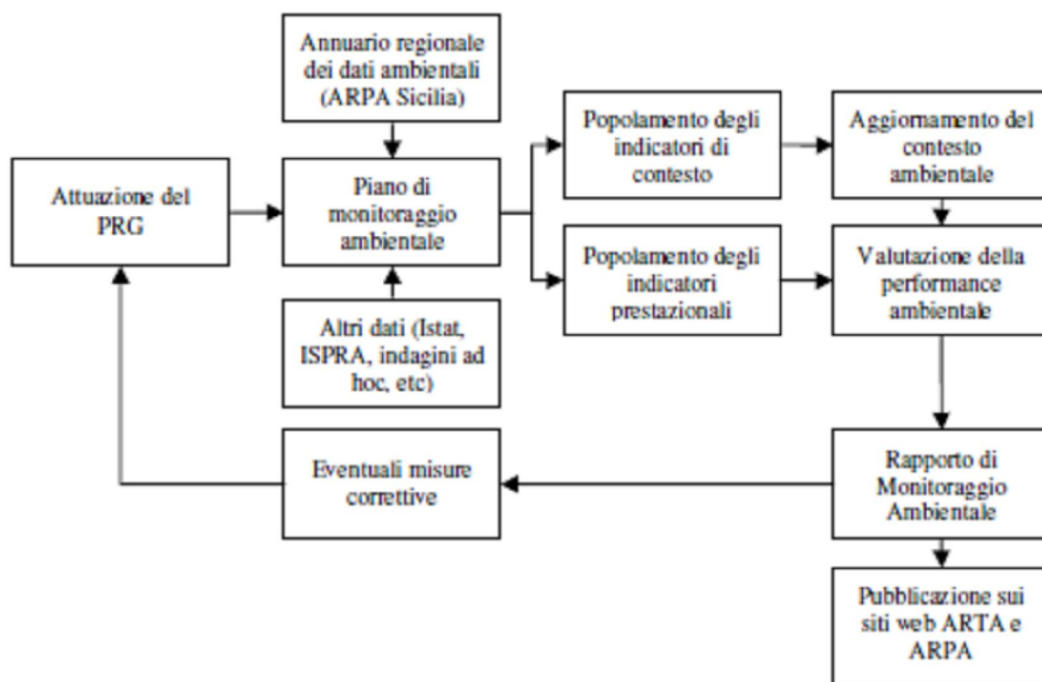 Annuario regionale
dei dati ambientali
(ARPA Sicilia)
Attuazione del
PRG
Piano di
monitoraggio
ambientale
Popolamento degli
indicatori di
contesto
Aggiornamento del
contesto
ambientale
Popolamento degli
indicatori
prestazionali
Valutazione della
performance
ambientale
Altri dati (Istat,
ISPRA, indagini ad
hoc, etc)
Eventuali misure
correttive
Rapporto di
Monitoraggio
Ambientale
Pubblicazione sui
siti web ARTA e
ARPA